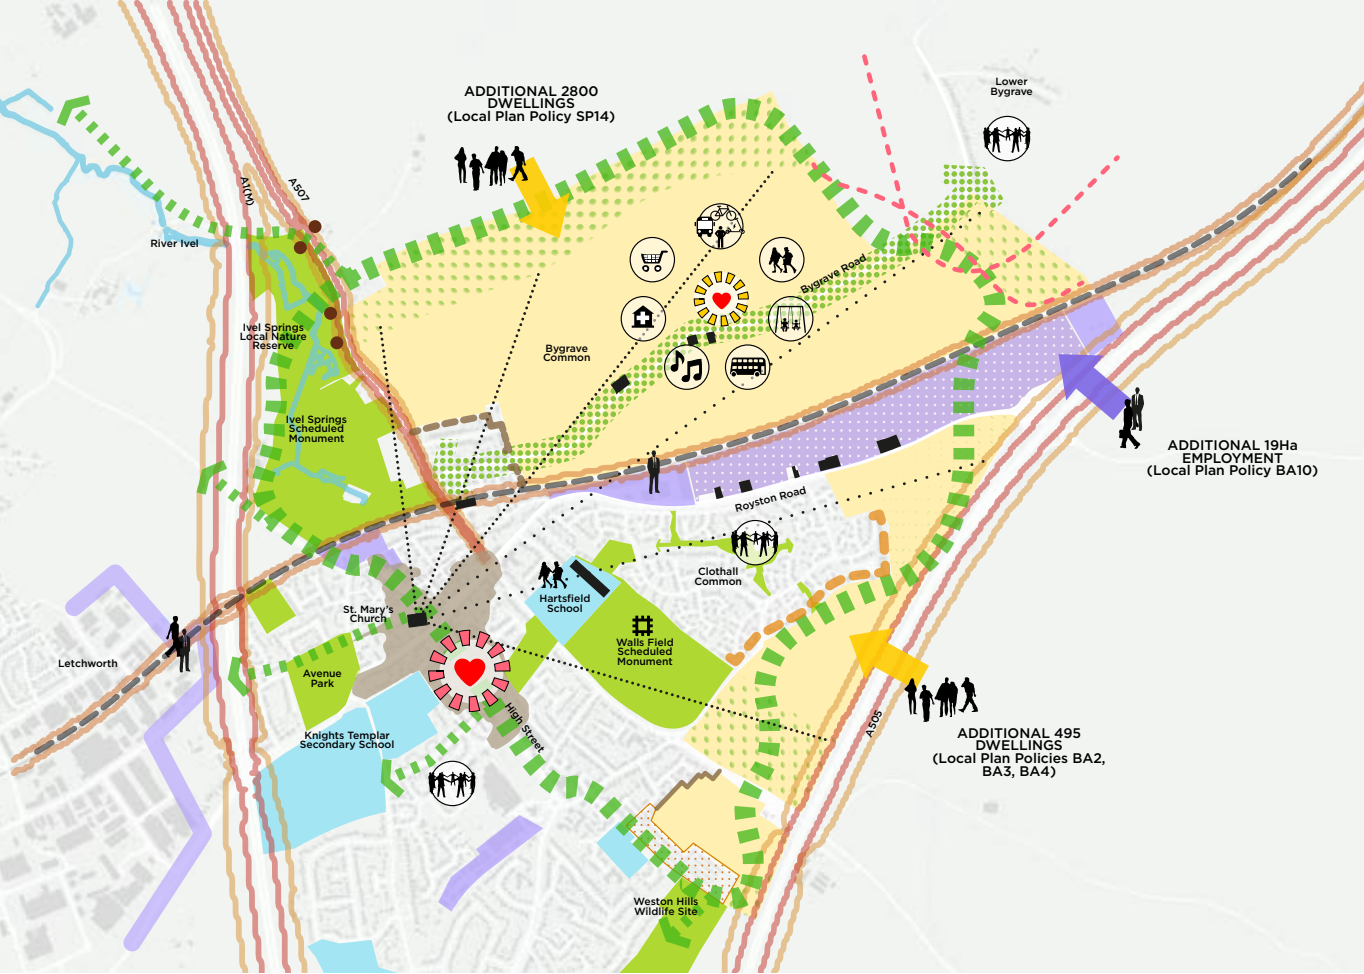 Lower
Bygrave
ADDITIONAL 2800
DWELLINGS
(Local Plan Policy SP14)
A1(M)
A507
River Ivel
Bygrave Road
Ivel Springs
Local Nature
Reserve
Bygrave
Common
Ivel Springs
Scheduled
Monument
ADDITIONAL 19Ha
EMPLOYMENT
(Local Plan Policy BA10)
Royston Road
Clothall
Common
Hartsfield
School
St. Mary's
Church
Walls Field
Scheduled
Monument
Letchworth
Avenue
Park
High Street
A505
Knights Templar
Secondary School
ADDITIONAL 495
DWELLINGS
(Local Plan Policies BA2,
BA3, BA4)
Weston Hills
Wildlife Site